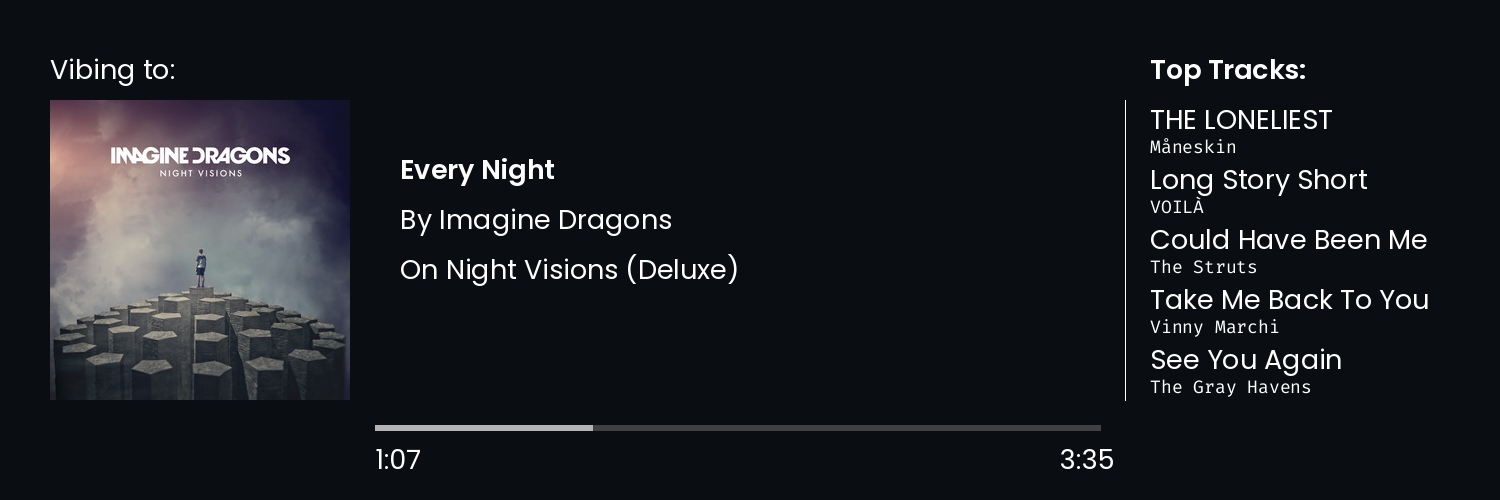 Vibing to:
IMAGINE DRAGONS
NIGHT VISIONS
Every Night
By Imagine Dragons
On Night Visions (Deluxe)
1:07
3:35
Top Tracks:
THE LONELIEST
Måneskin
Long Story Short
VOILÀ
Could Have Been Me
The Struts
Take Me Back To You
Vinny Marchi
See You Again
The Gray Havens